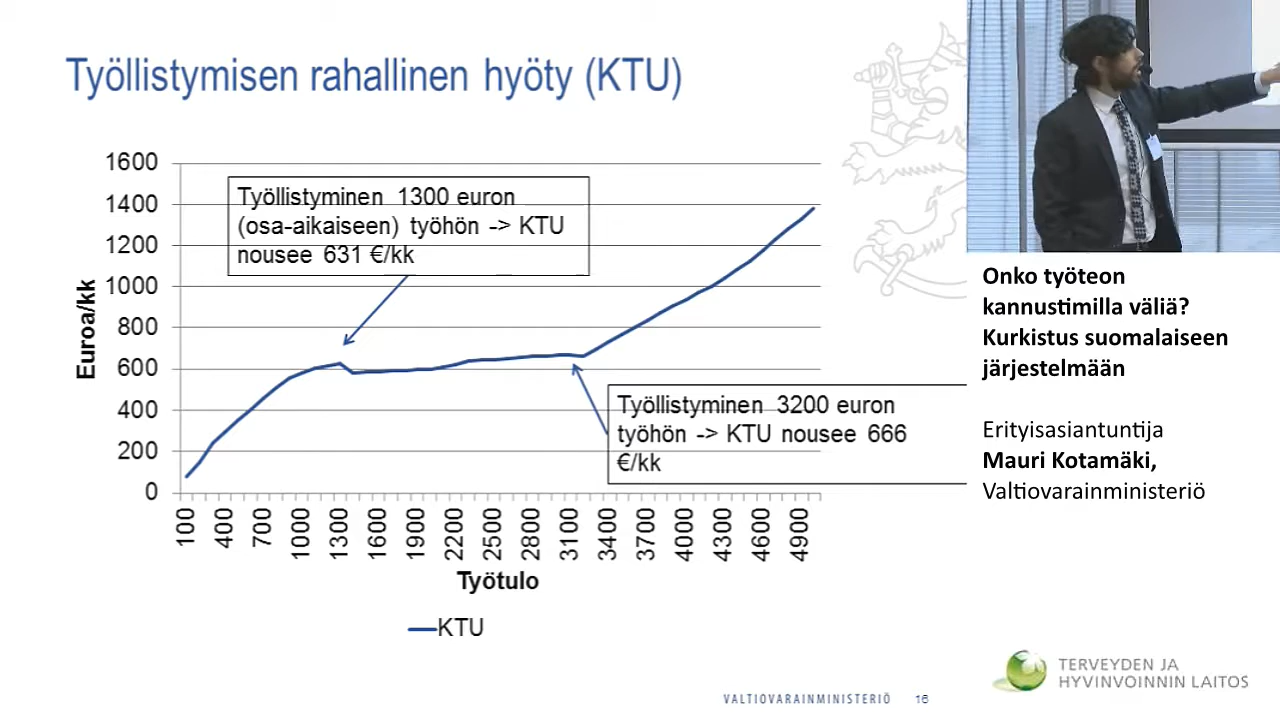 Työllistymisen rahallinen hyöty (KTU)
1600
1400
1200
1000
800
600
400
200
0
Euroa/kk
Työllistyminen 1300 euron
(osa-aikaiseen) työhön -> KTU
nousee 631 €/kk
Työllistyminen 3200 euron
työhön -> KTU nousee 666
€/kk
100
400
700
1000
1300
1600
1900
2200
2500
2800
3100
3400
3700
4000
4300
4600
4900
Työtulo
KTU
VALTIOVARAINMINISTERIÖ 16
Onko työteon
kannustimilla väliä?
Kurkistus suomalaiseen
järjestelmään
Erityisasiantuntija
Mauri Kotamäki,
Valtiovarainministeriö
TERVEYDEN JA
HYVINVOINNIN LAITOS